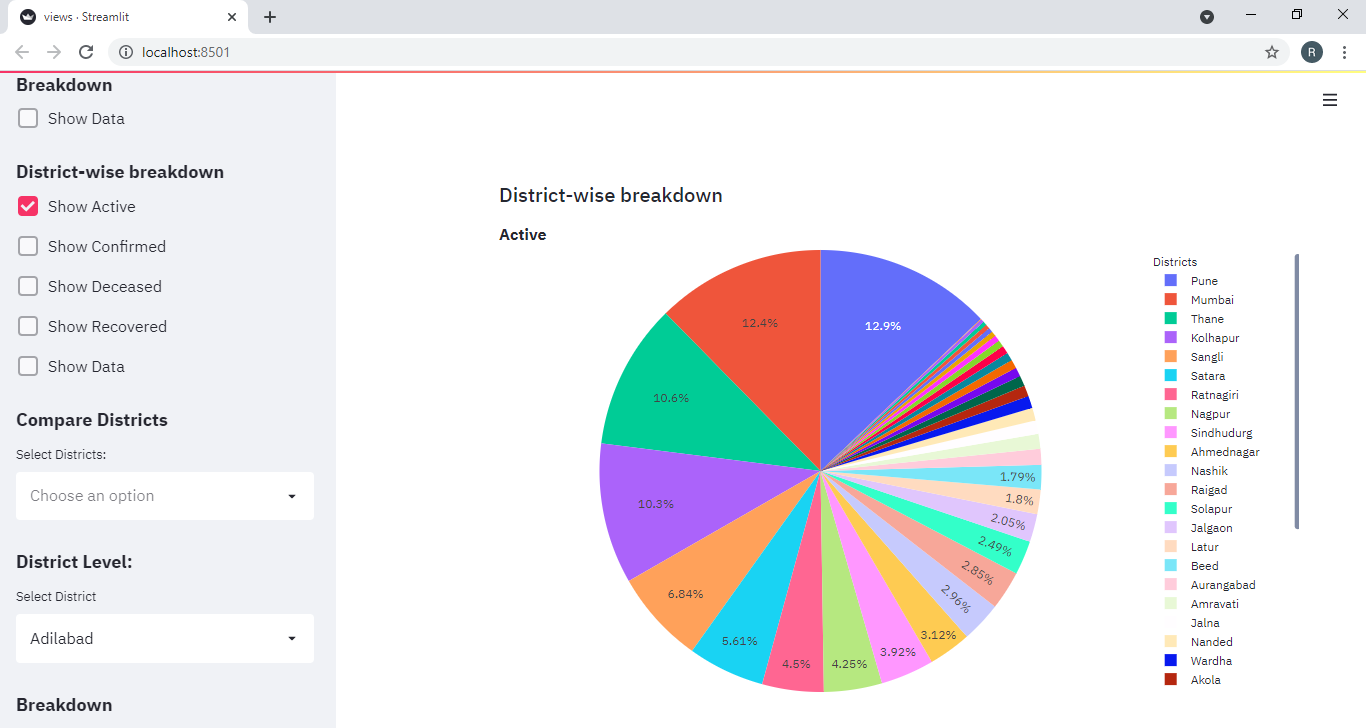 views · Streamlit
localhost:8501
R
Breakdown
Show Data
District-wise breakdown
Show Active
Show Confirmed
Show Deceased
Show Recovered
Show Data
Compare Districts
Select Districts:
Choose an option
District Level:
Select District
Adilabad
Breakdown
District-wise breakdown
Active
12.9%
12.4%
10.6%
10.3%
6.84%
5.61%
4.5%
4.25%
3.92%
3.12%
2.96%
2.85%
2.49%
2.05%
1.8%
1.79%
Districts
Pune
Mumbai
Thane
Kolhapur
Sangli
Satara
Ratnagiri
Nagpur
Sindhudurg
Ahmednagar
Nashik
Raigad
Solapur
Jalgaon
Latur
Beed
Aurangabad
Amravati
Jalna
Nanded
Wardha
Akola